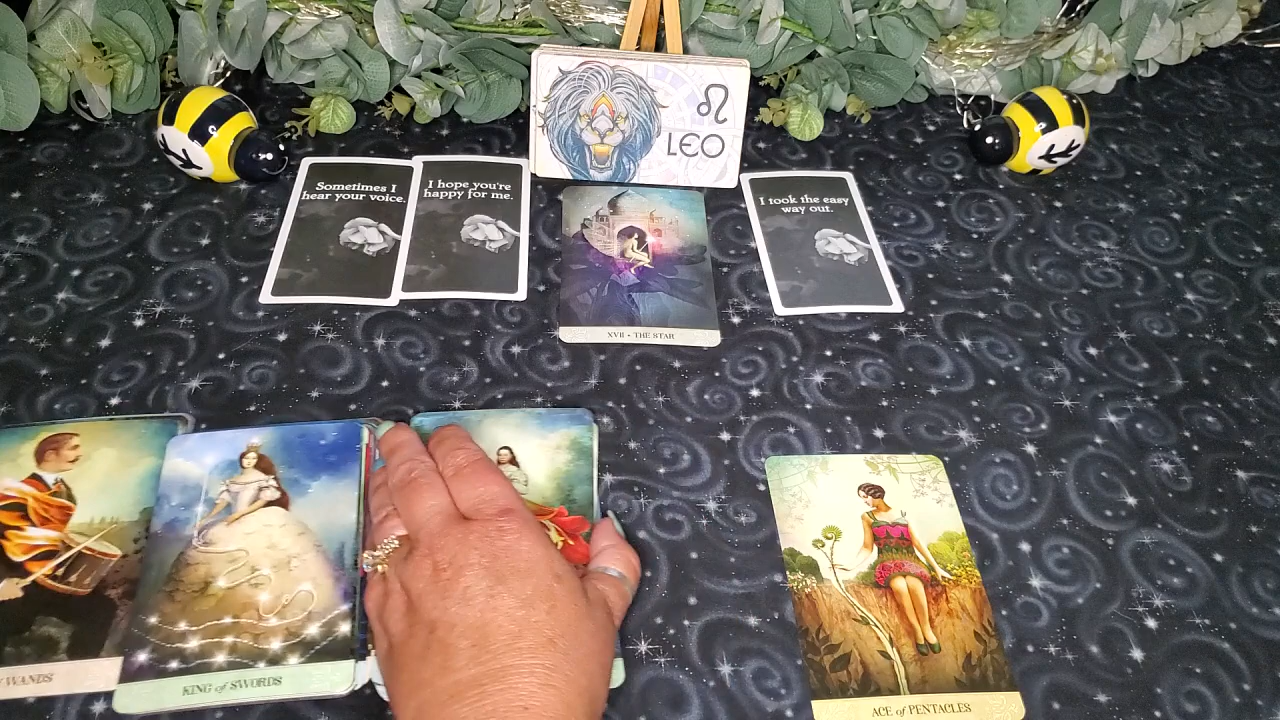 ♌
LEO
Sometimes I
hear your voice.
I hope you're
happy for me.
I took the easy
way out.
XVII • THE STAR
WANDS
KING of SWORDS
ACE of PENTACLES